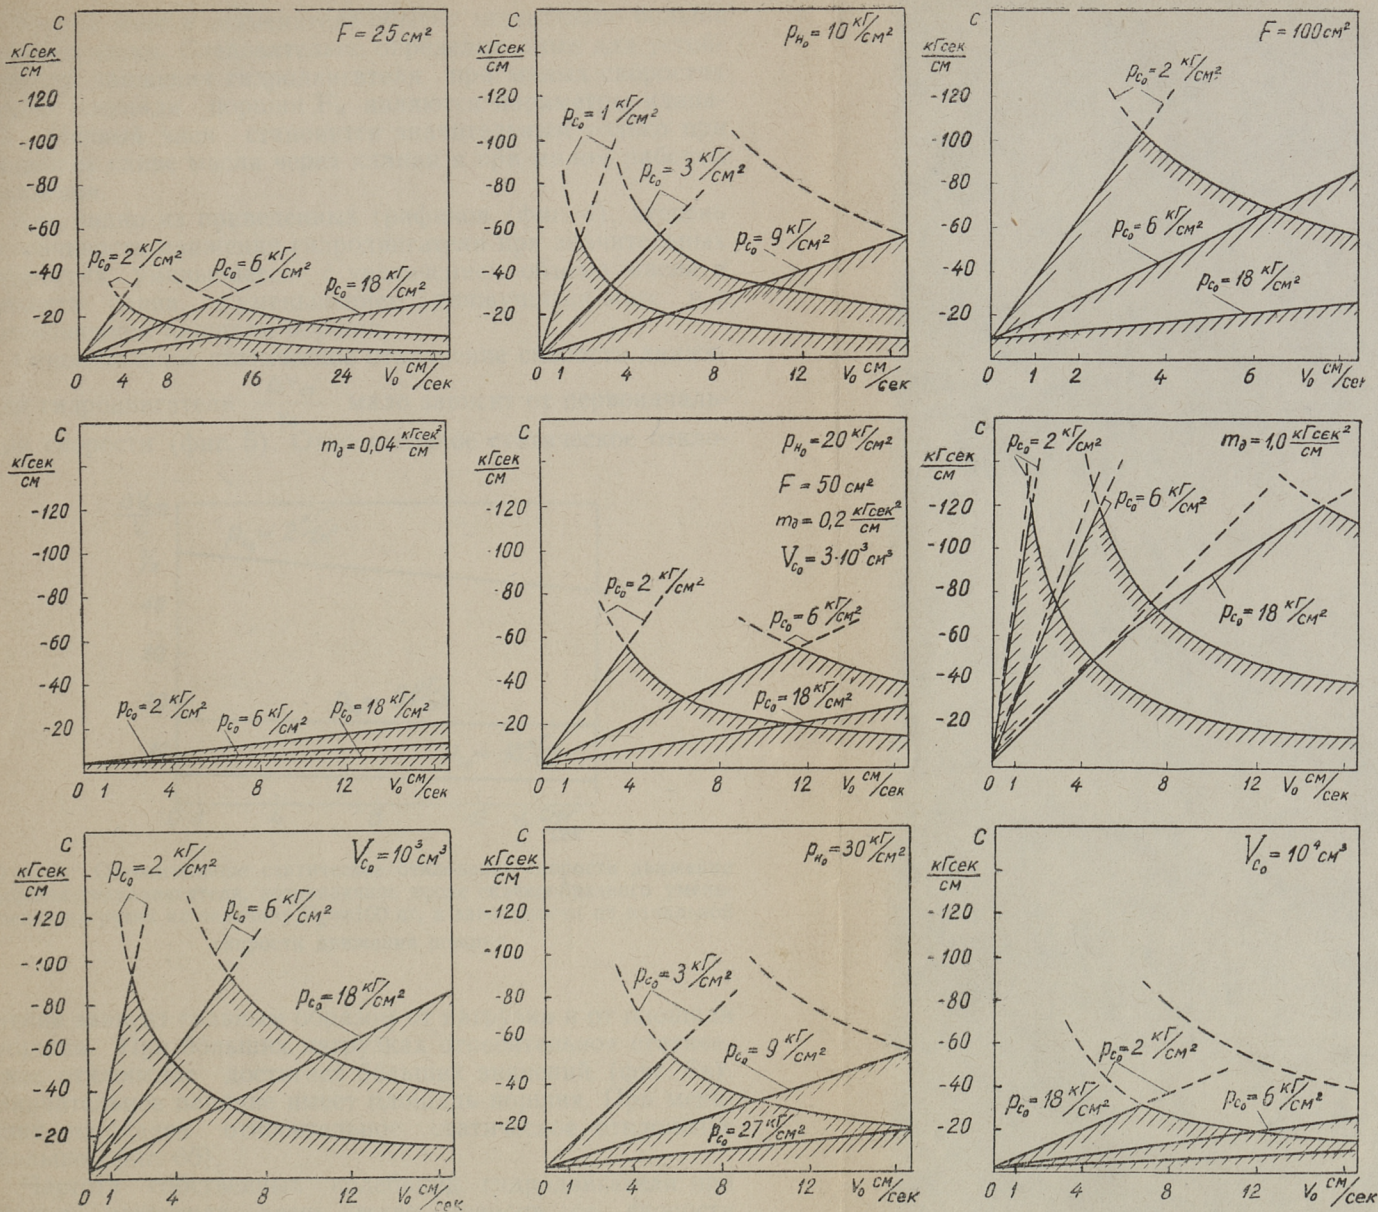 C
кГсек
см
F = 25 см²
-120
-100
-80
-60
-40
-20
p_c₀=2 кГ/см²
p_c₀=6 кГ/см²
p_c₀=18 кГ/см²
0 4 8 16 24 V₀ см/сек
C
кГсек
см
p_н₀=10 кГ/см²
-120
-100
-80
-60
-40
-20
p_c₀=1 кГ/см²
p_c₀=3 кГ/см²
p_c₀=9 кГ/см²
0 1 4 8 12 V₀ см/сек
C
кГсек
см
F=100 см²
-120
-100
-80
-60
-40
-20
p_c₀=2 кГ/см²
p_c₀=6 кГ/см²
p_c₀=18 кГ/см²
0 1 2 4 6 V₀ см/сек
C
кГсек
см
m_д=0,04 кГсек²/см
-120
-100
-80
-60
-40
-20
p_c₀=2 кГ/см²
p_c₀=6 кГ/см²
p_c₀=18 кГ/см²
0 1 4 8 12 V₀ см/сек
C
кГсек
см
p_н₀=20 кГ/см²
F=50 см²
m_д=0,2 кГсек²/см
V_c₀=3·10³ см³
-120
-100
-80
-60
-40
-20
p_c₀=2 кГ/см²
p_c₀=6 кГ/см²
p_c₀=18 кГ/см²
0 1 4 8 12 V₀ см/сек
C
кГсек
см
m_д=1,0 кГсек²/см
-120
-100
-80
-60
-40
-20
p_c₀=2 кГ/см²
p_c₀=6 кГ/см²
p_c₀=18 кГ/см²
0 1 4 8 12 V₀ см/сек
C
кГсек
см
V_c₀=10³ см³
-120
-100
-80
-60
-40
-20
p_c₀=2 кГ/см²
p_c₀=6 кГ/см²
p_c₀=18 кГ/см²
0 1 4 8 12 V₀ см/сек
C
кГсек
см
p_н₀=30 кГ/см²
-120
-100
-80
-60
-40
-20
p_c₀=3 кГ/см²
p_c₀=9 кГ/см²
p_c₀=27 кГ/см²
0 1 4 8 12 V₀ см/сек
C
кГсек
см
V_c₀=10⁴ см³
-120
-100
-80
-60
-40
-20
p_c₀=2 кГ/см²
p_c₀=18 кГ/см²
p_c₀=6 кГ/см²
0 1 4 8 12 V₀ см/сек